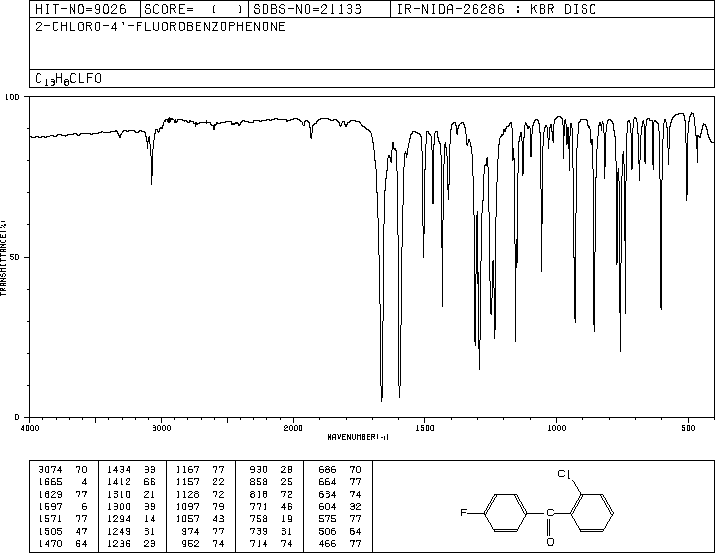 HIT-NO=9026 SCORE= ( ) SDBS-NO=21133 IR-NIDA-26286 : KBR DISC
2-CHLORO-4'-FLUOROBENZOPHENONE
C13H8CLFO
100
TRANSMITTANCE(%)
50
0
4000 3000 2000 1500 1000 500
WAVENUMBER(-1)
3074 70 1434 33 1167 77 930 28 686 70
1665 4 1412 66 1157 22 858 25 664 77
1629 77 1310 21 1128 72 818 72 634 74
1597 6 1300 38 1097 79 771 46 604 32
1571 77 1294 14 1057 43 758 19 575 77
1505 47 1249 31 974 77 739 31 506 64
1470 64 1236 23 962 74 714 74 466 77
Cl
F C
O